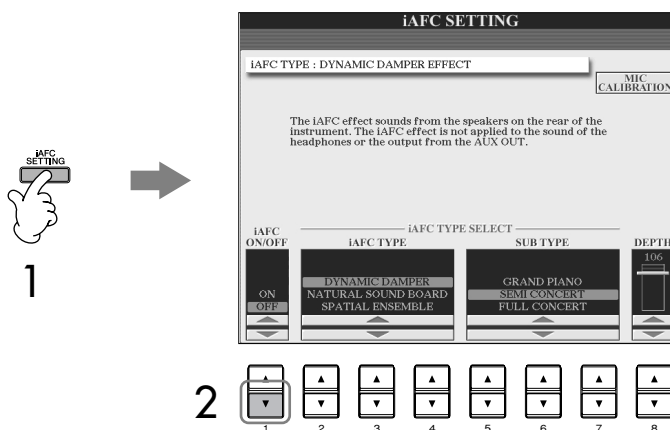 iAFC SETTING
iAFC TYPE : DYNAMIC DAMPER EFFECT
MIC
CALIBRATION
The iAFC effect sounds from the speakers on the rear of the
instrument. The iAFC effect is not applied to the sound of the
headphones or the output from the AUX OUT.
iAFC
SETTING
1
iAFC TYPE SELECT
iAFC
ON/OFF
iAFC TYPE
SUB TYPE
DEPTH
106
ON
OFF
DYNAMIC DAMPER
NATURAL SOUND BOARD
SPATIAL ENSEMBLE
GRAND PIANO
SEMI CONCERT
FULL CONCERT
2
1 2 3 4 5 6 7 8